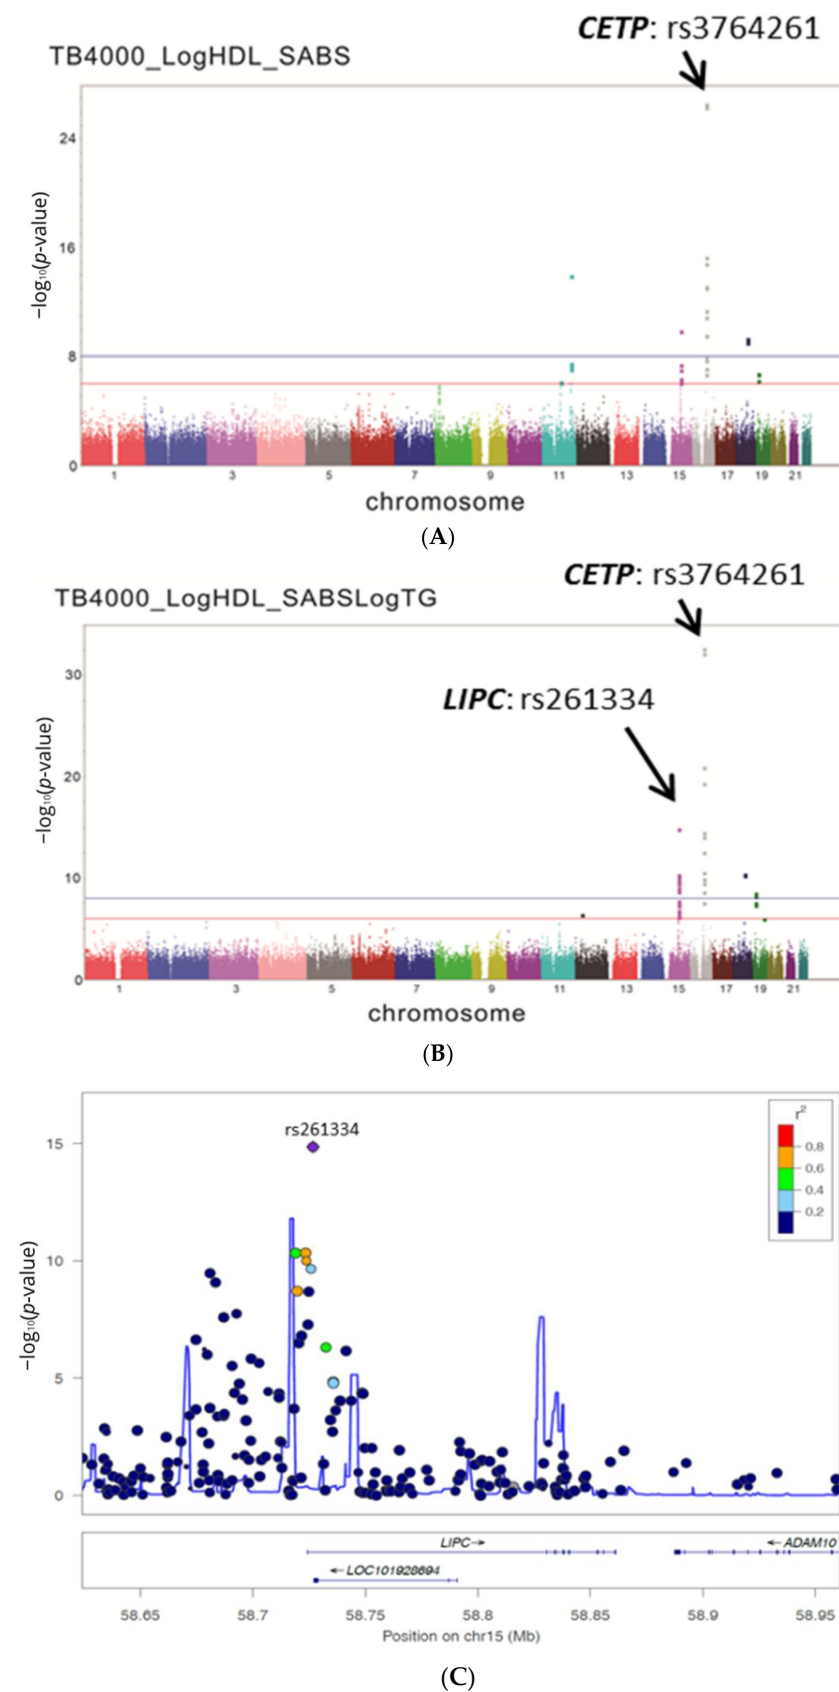 CETP: rs3764261
TB4000_LogHDL_SABS
24
16
8
0
−log10(p-value)
1 3 5 7 9 11 13 15 17 19 21
chromosome
(A)
CETP: rs3764261
TB4000_LogHDL_SABSLogTG
LIPC: rs261334
30
20
10
0
−log10(p-value)
1 3 5 7 9 11 13 15 17 19 21
chromosome
(B)
r2
0.8
0.6
0.4
0.2
rs261334
15
10
5
0
−log10(p-value)
LIPC→
←ADAM10
←LOC101928694
58.65 58.7 58.75 58.8 58.85 58.9 58.95
Position on chr15 (Mb)
(C)